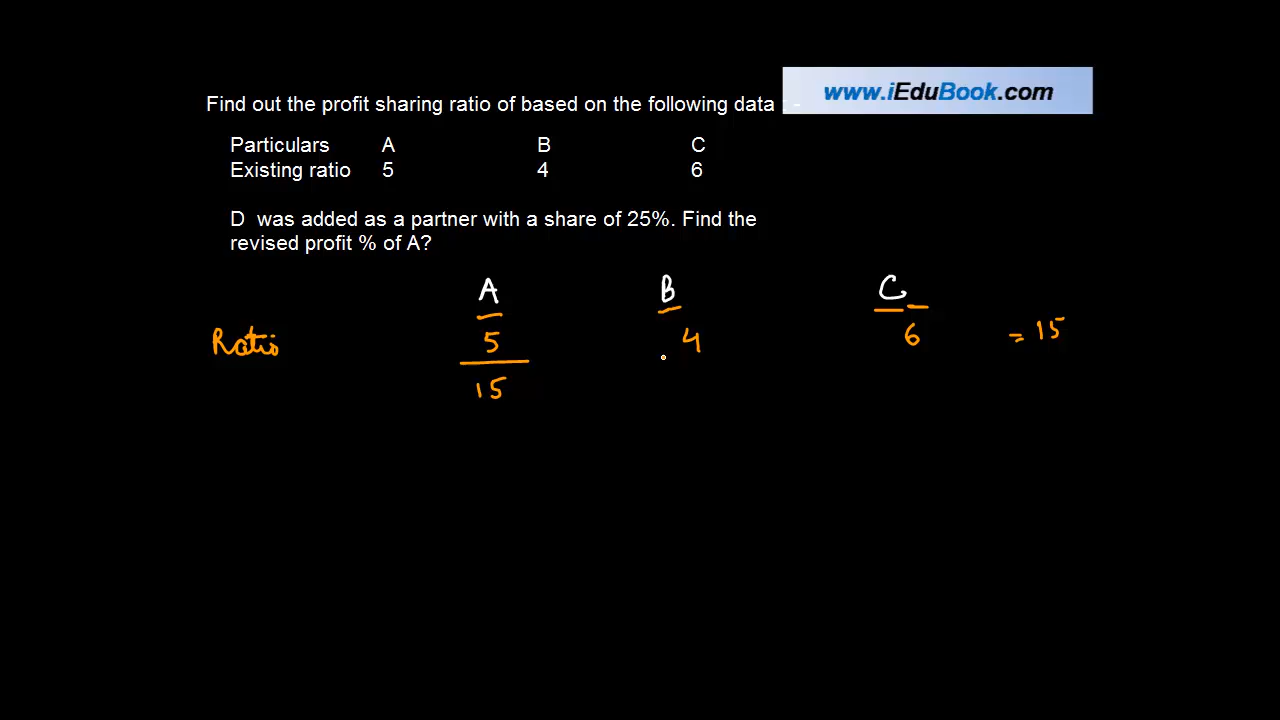 www.iEduBook.com
Find out the profit sharing ratio of based on the following data : -
Particulars A B C
Existing ratio 5 4 6
D was added as a partner with a share of 25%. Find the
revised profit % of A?
A B C
Ratio 5 4 6 = 15
15